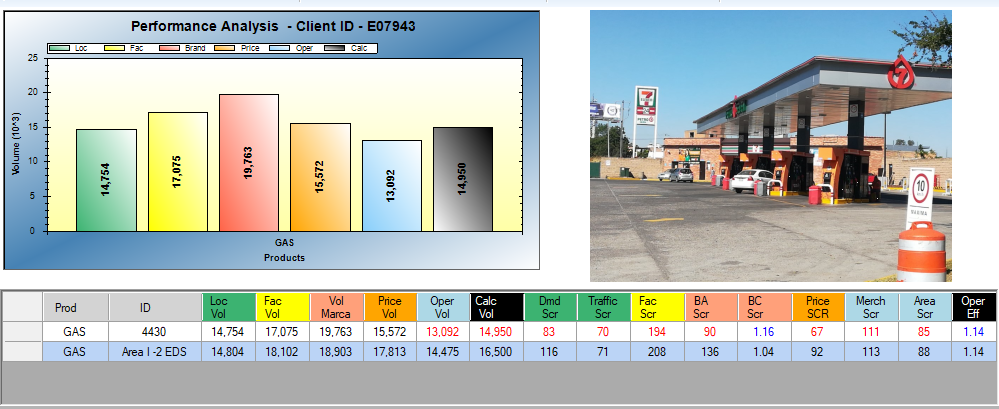 Performance Analysis - Client ID - E07943
Loc Fac Brand Price Oper Calc
Volume (10^3)
25
20
15
10
5
0
14,754 17,075 19,763 15,572 13,092 14,950
GAS
Products
7
10
MAXIMA
Prod ID Loc Vol Fac Vol Vol Marca Price Vol Oper Vol Calc Vol Dmd Scr Traffic Scr Fac Scr BA Scr BC Scr Price SCR Merch Scr Area Scr Oper Eff
GAS 4430 14,754 17,075 19,763 15,572 13,092 14,950 83 70 194 90 1.16 67 111 85 1.14
GAS Area I -2 EDS 14,804 18,102 18,903 17,813 14,475 16,500 116 71 208 136 1.04 92 113 88 1.14